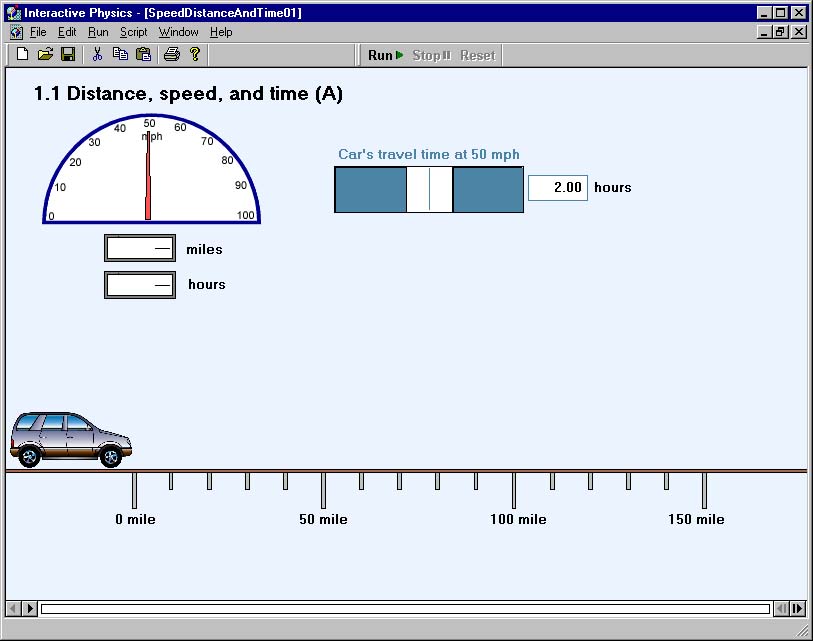 Interactive Physics - [SpeedDistanceAndTime01]
File Edit Run Script Window Help
Run Stop Reset
1.1 Distance, speed, and time (A)
0 10 20 30 40 50 60 70 80 90 100
mph
Car's travel time at 50 mph
2.00 hours
— miles
— hours
0 mile 50 mile 100 mile 150 mile